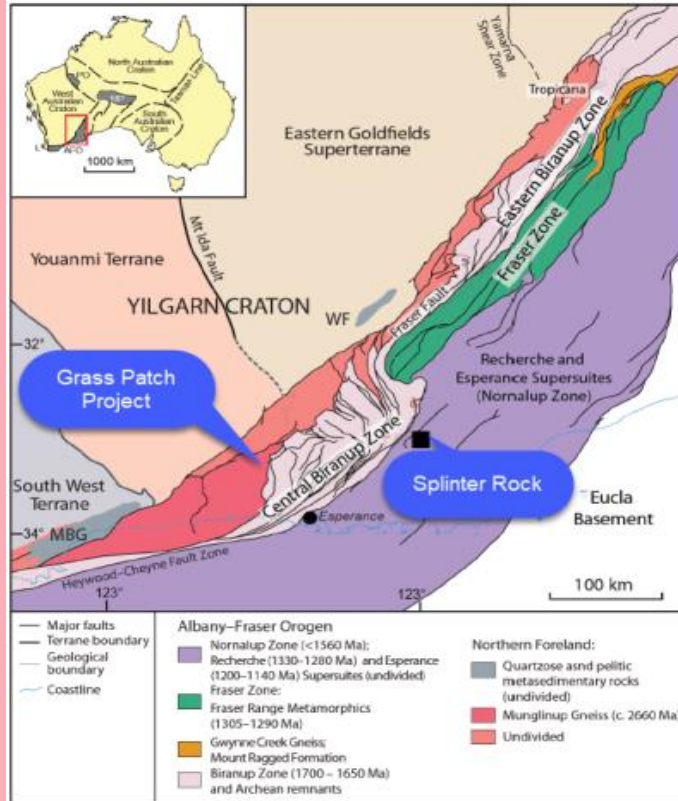 North Australian
Craton
West
Australian
Craton
South
Australian
Craton
Tasman Line
AFO
1000 km
Yamarna
Shear Zone
Tropicana
Eastern Goldfields
Superterrane
Eastern Biranup Zone
Fraser Zone
Youanmi Terrane
Mt Ida Fault
YILGARN CRATON
WF
Fraser Fault
32°
Grass Patch
Project
Recherche and
Esperance Supersuites
(Nornalup Zone)
Central Biranup Zone
Splinter Rock
South West
Terrane
Eucla
Basement
34°
MBG
Esperance
Heywood–Cheyne Fault Zone
123°
123°
100 km
Major faults
Terrane boundary
Geological
boundary
Coastline
Albany–Fraser Orogen
Nornalup Zone (<1560 Ma);
Recherche (1330–1280 Ma) and Esperance
(1200–1140 Ma) Supersuites (undivided)
Fraser Zone:
Fraser Range Metamorphics
(1305–1290 Ma)
Gwynne Creek Gneiss;
Mount Ragged Formation
Biranup Zone (1700 – 1650 Ma)
and Archean remnants
Northern Foreland:
Quartzose asnd pelitic
metasedimentary rocks
(undivided)
Munglinup Gneiss (c. 2660 Ma)
Undivided